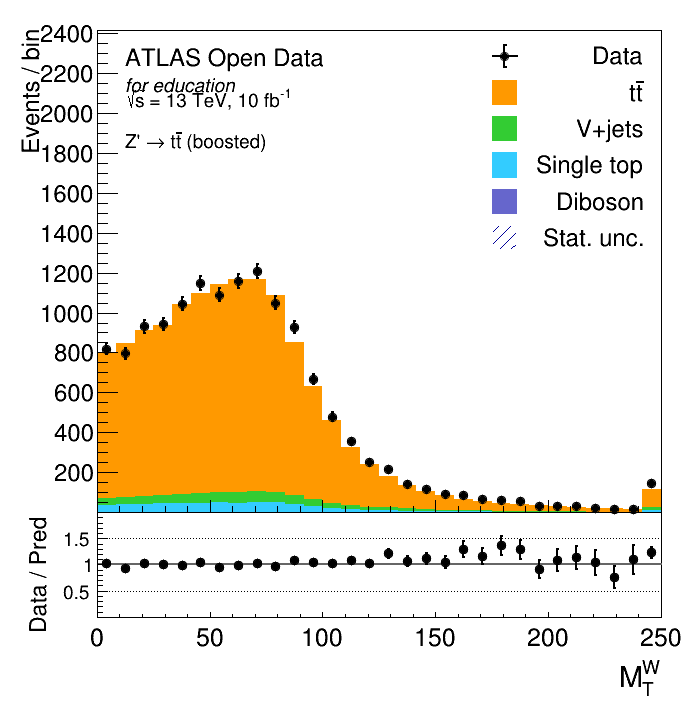 Events / bin
2400
2200
2000
1800
1600
1400
1200
1000
800
600
400
200
ATLAS Open Data
for education
√s = 13 TeV, 10 fb⁻¹
Z' → tt̄ (boosted)
Data
tt̄
V+jets
Single top
Diboson
Stat. unc.
Data / Pred
1.5
1
0.5
0 50 100 150 200 250
M_T^W